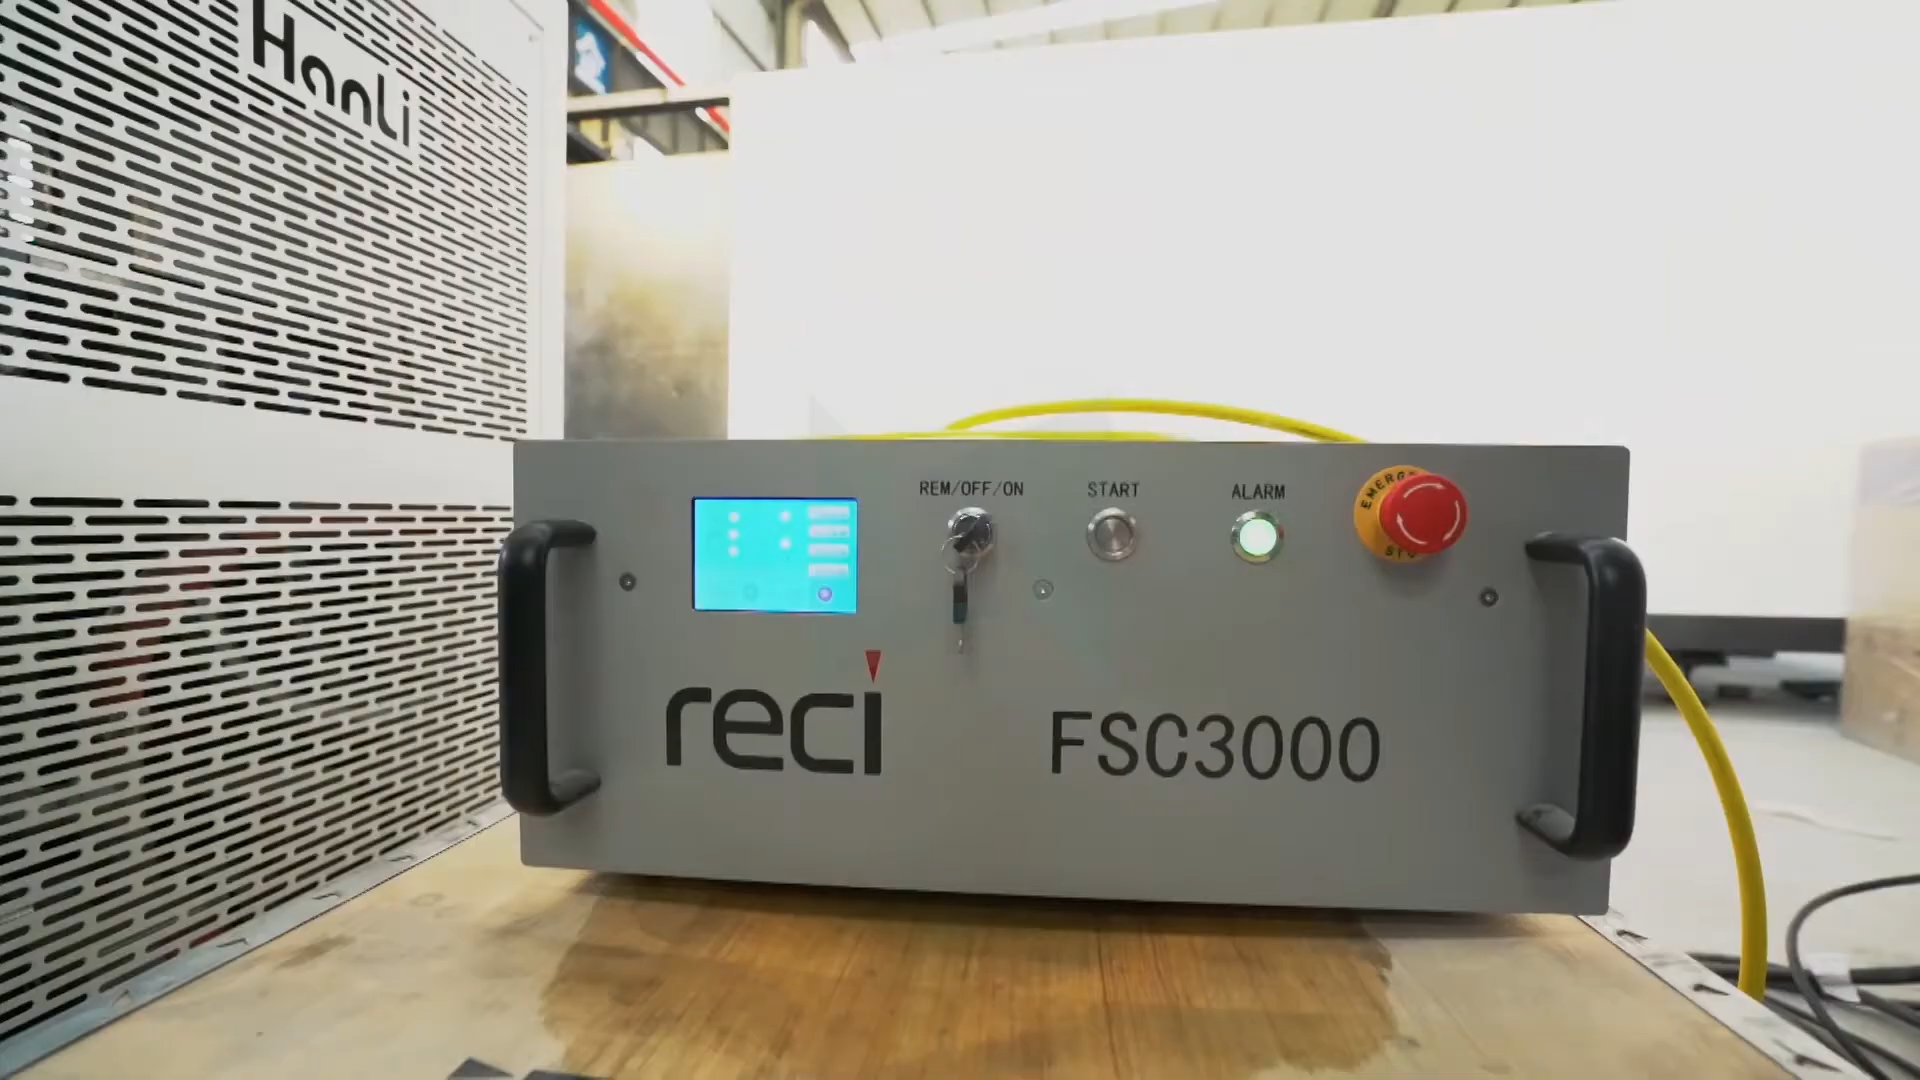 HanLi
REM/OFF/ON
START
ALARM
reci
FSC3000